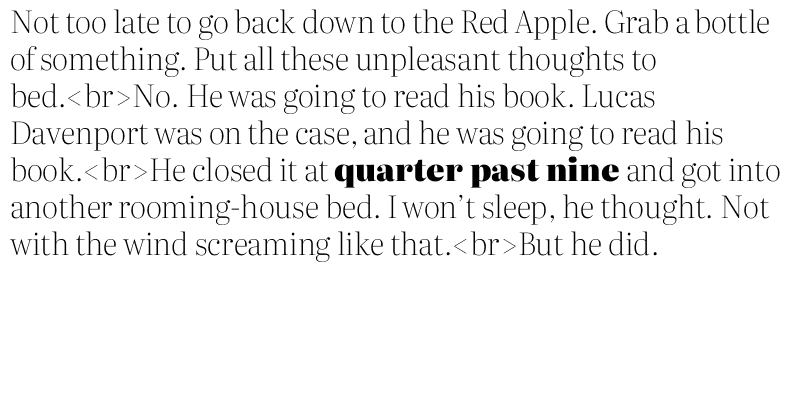 Not too late to go back down to the Red Apple. Grab a bottle
of something. Put all these unpleasant thoughts to
bed.<br>No. He was going to read his book. Lucas
Davenport was on the case, and he was going to read his
book.<br>He closed it at quarter past nine and got into
another rooming-house bed. I won’t sleep, he thought. Not
with the wind screaming like that.<br>But he did.